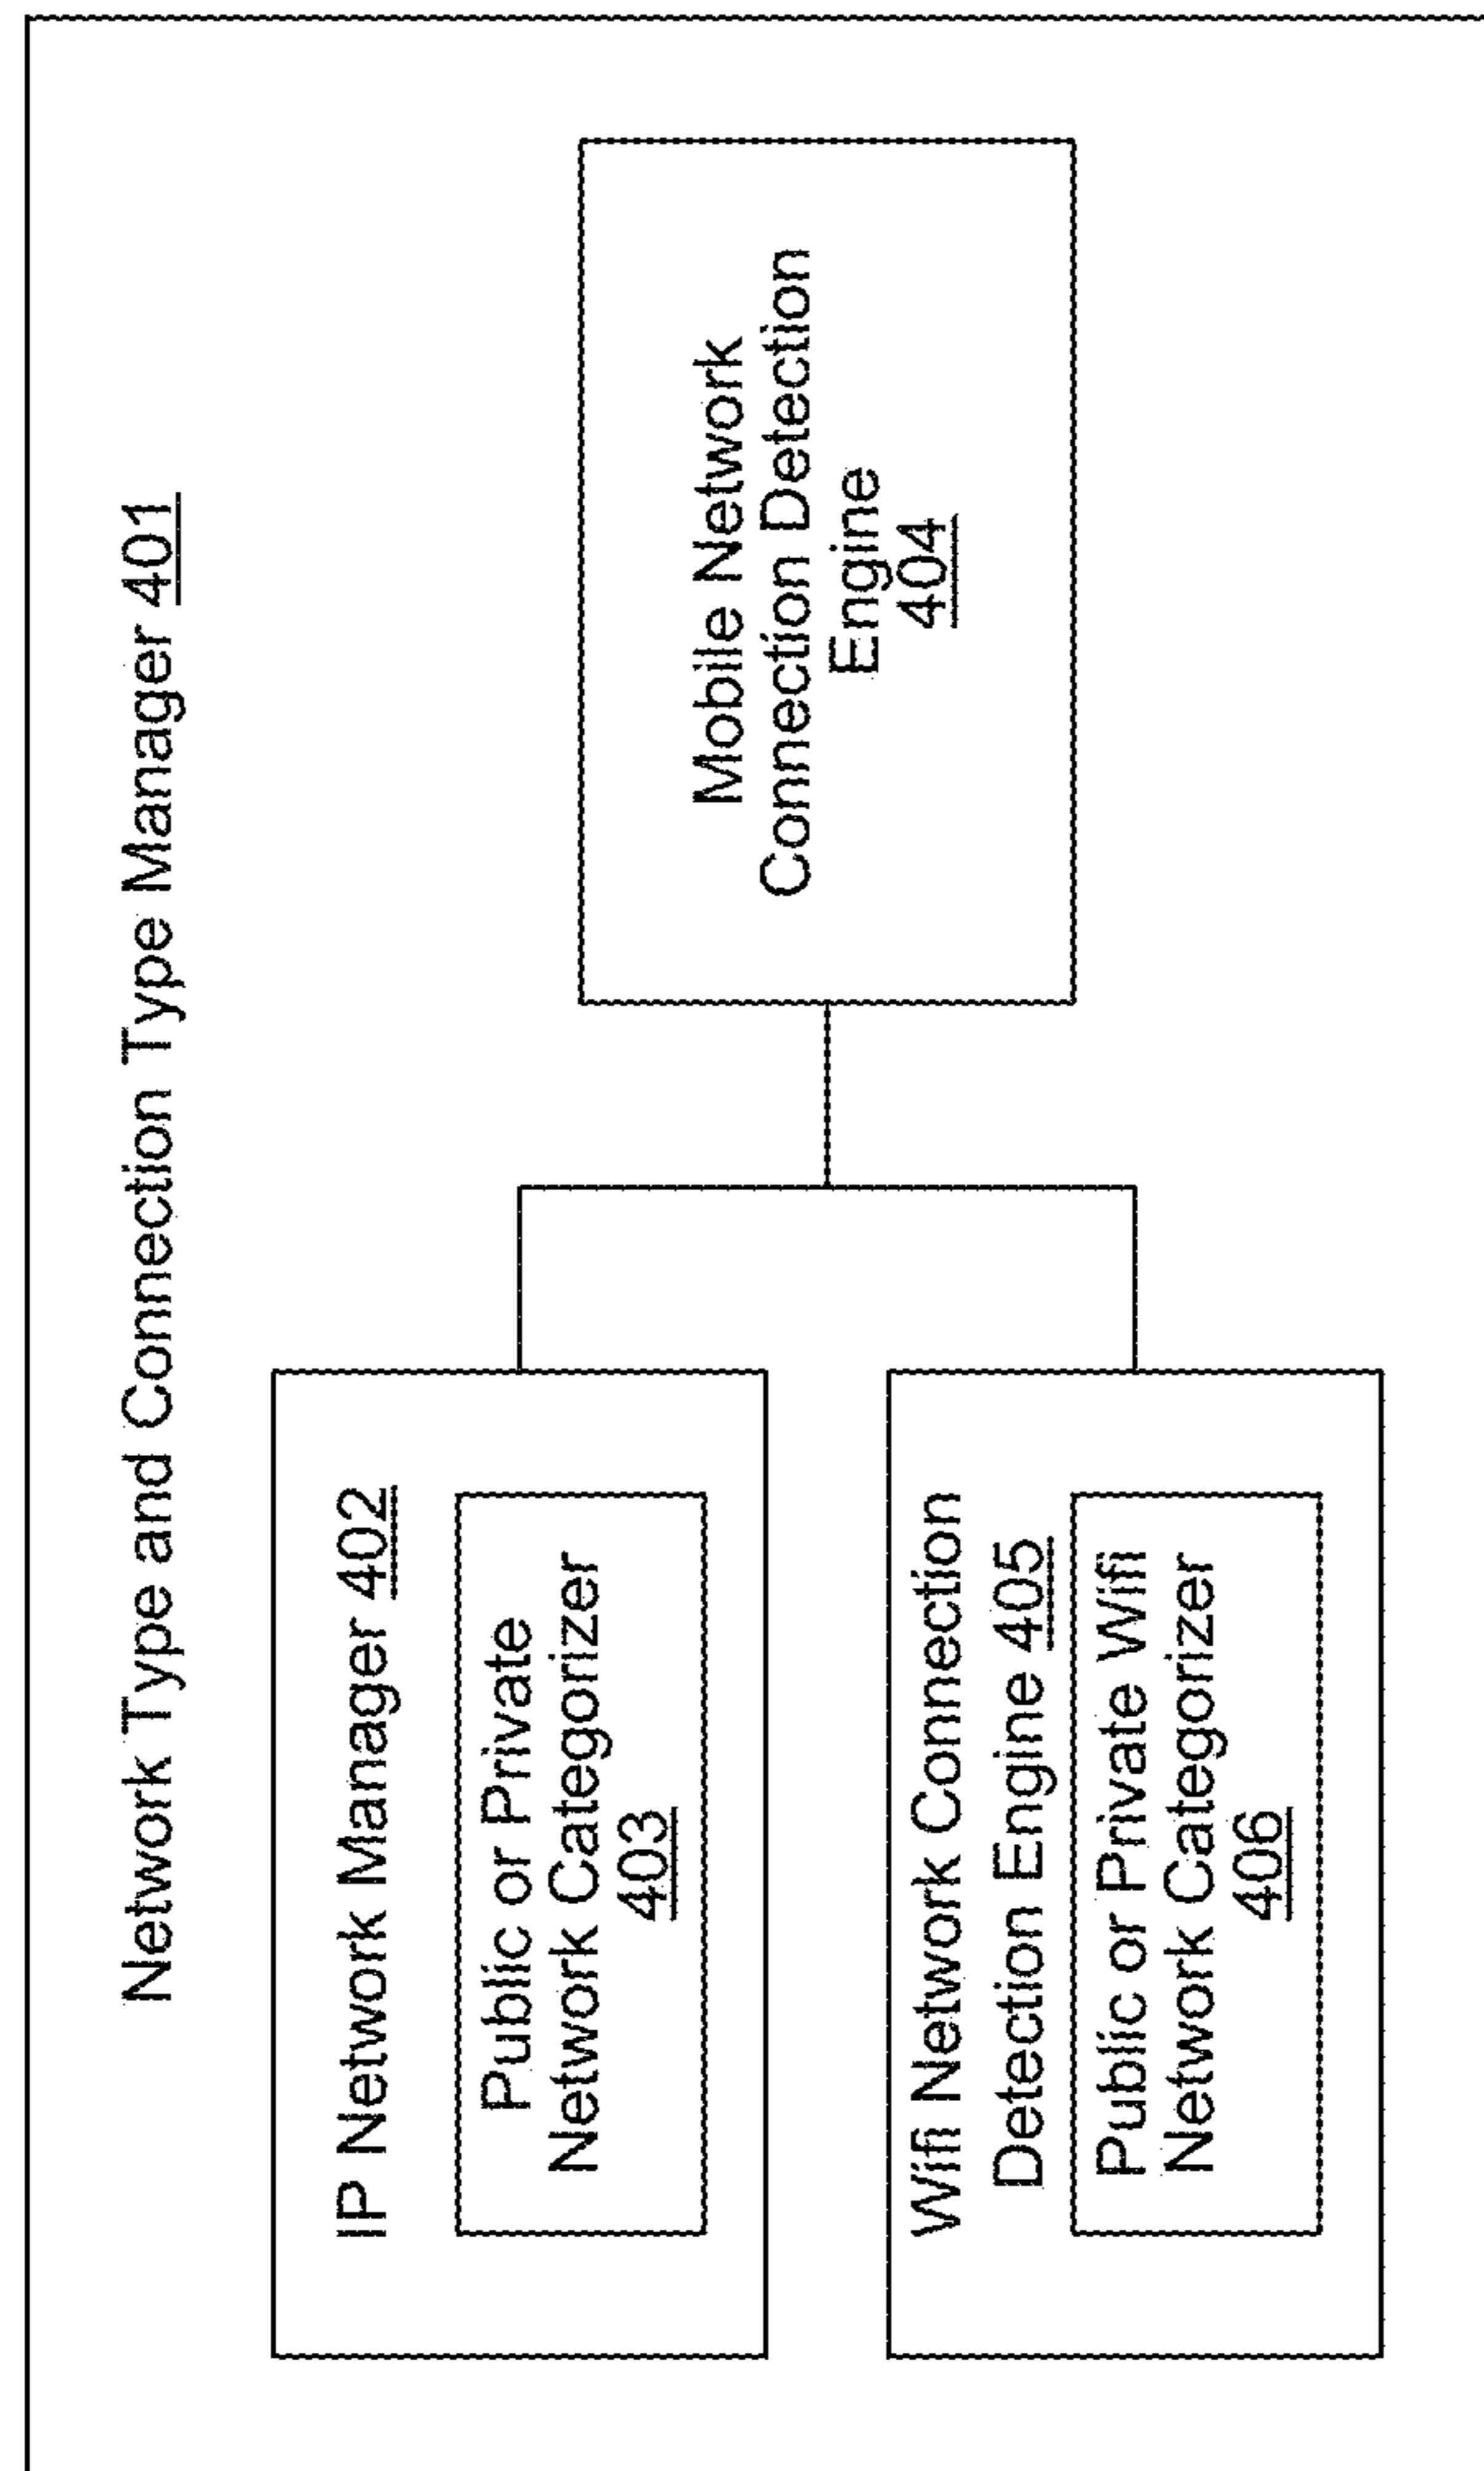 Network Type and Connection Type Manager 401
IP Network Manager 402
Public or Private
Network Categorizer
403
Wifi Network Connection
Detection Engine 405
Public or Private Wifi
Network Categorizer
406
Mobile Network
Connection Detection
Engine
404